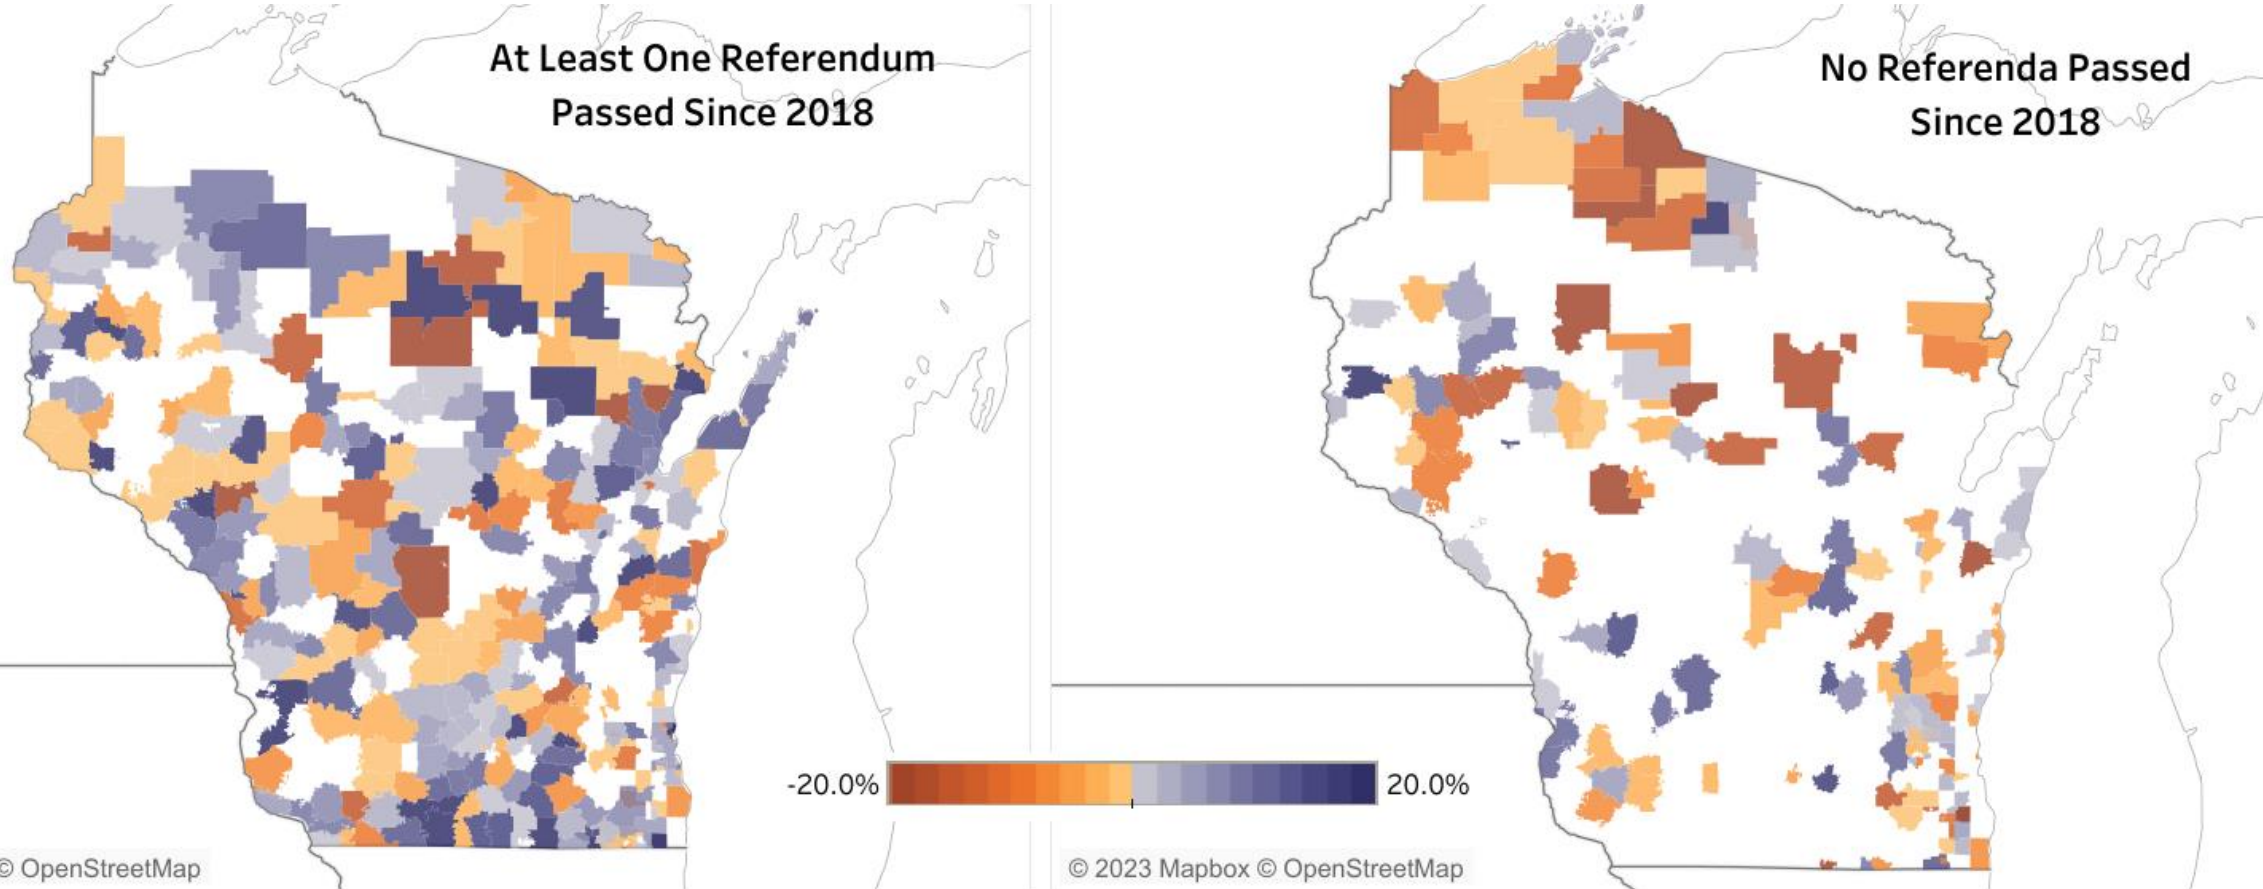 At Least One Referendum
Passed Since 2018
No Referenda Passed
Since 2018
-20.0%
20.0%
© OpenStreetMap
© 2023 Mapbox © OpenStreetMap